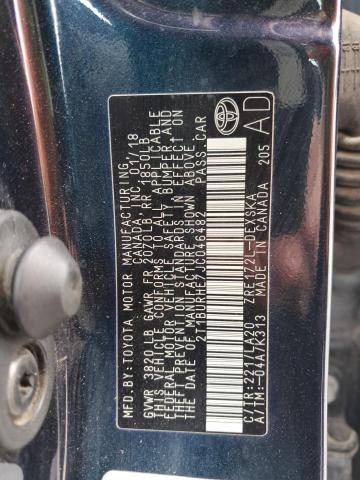 MFD.BY:TOYOTA MOTOR MANUFACTURING
CANADA, INC. 01/18
GVWR 3820LB GAWR FR 2070LB RR 1850LB
THIS VEHICLE CONFORMS TO ALL APPLICABLE
FEDERAL MOTOR VEHICLE SAFETY BUMPER,AND
THEFT PREVENTION STANDARDS IN EFFECT ON
THE DATE OF MANUFACTURE SHOWN ABOVE.
2T1BURHE7JC046482 PASS.CAR
C/TR:221/LA20 ZRE172L-DEXSKA
A/TM:-04A/K313 MADE IN CANADA 205
AD